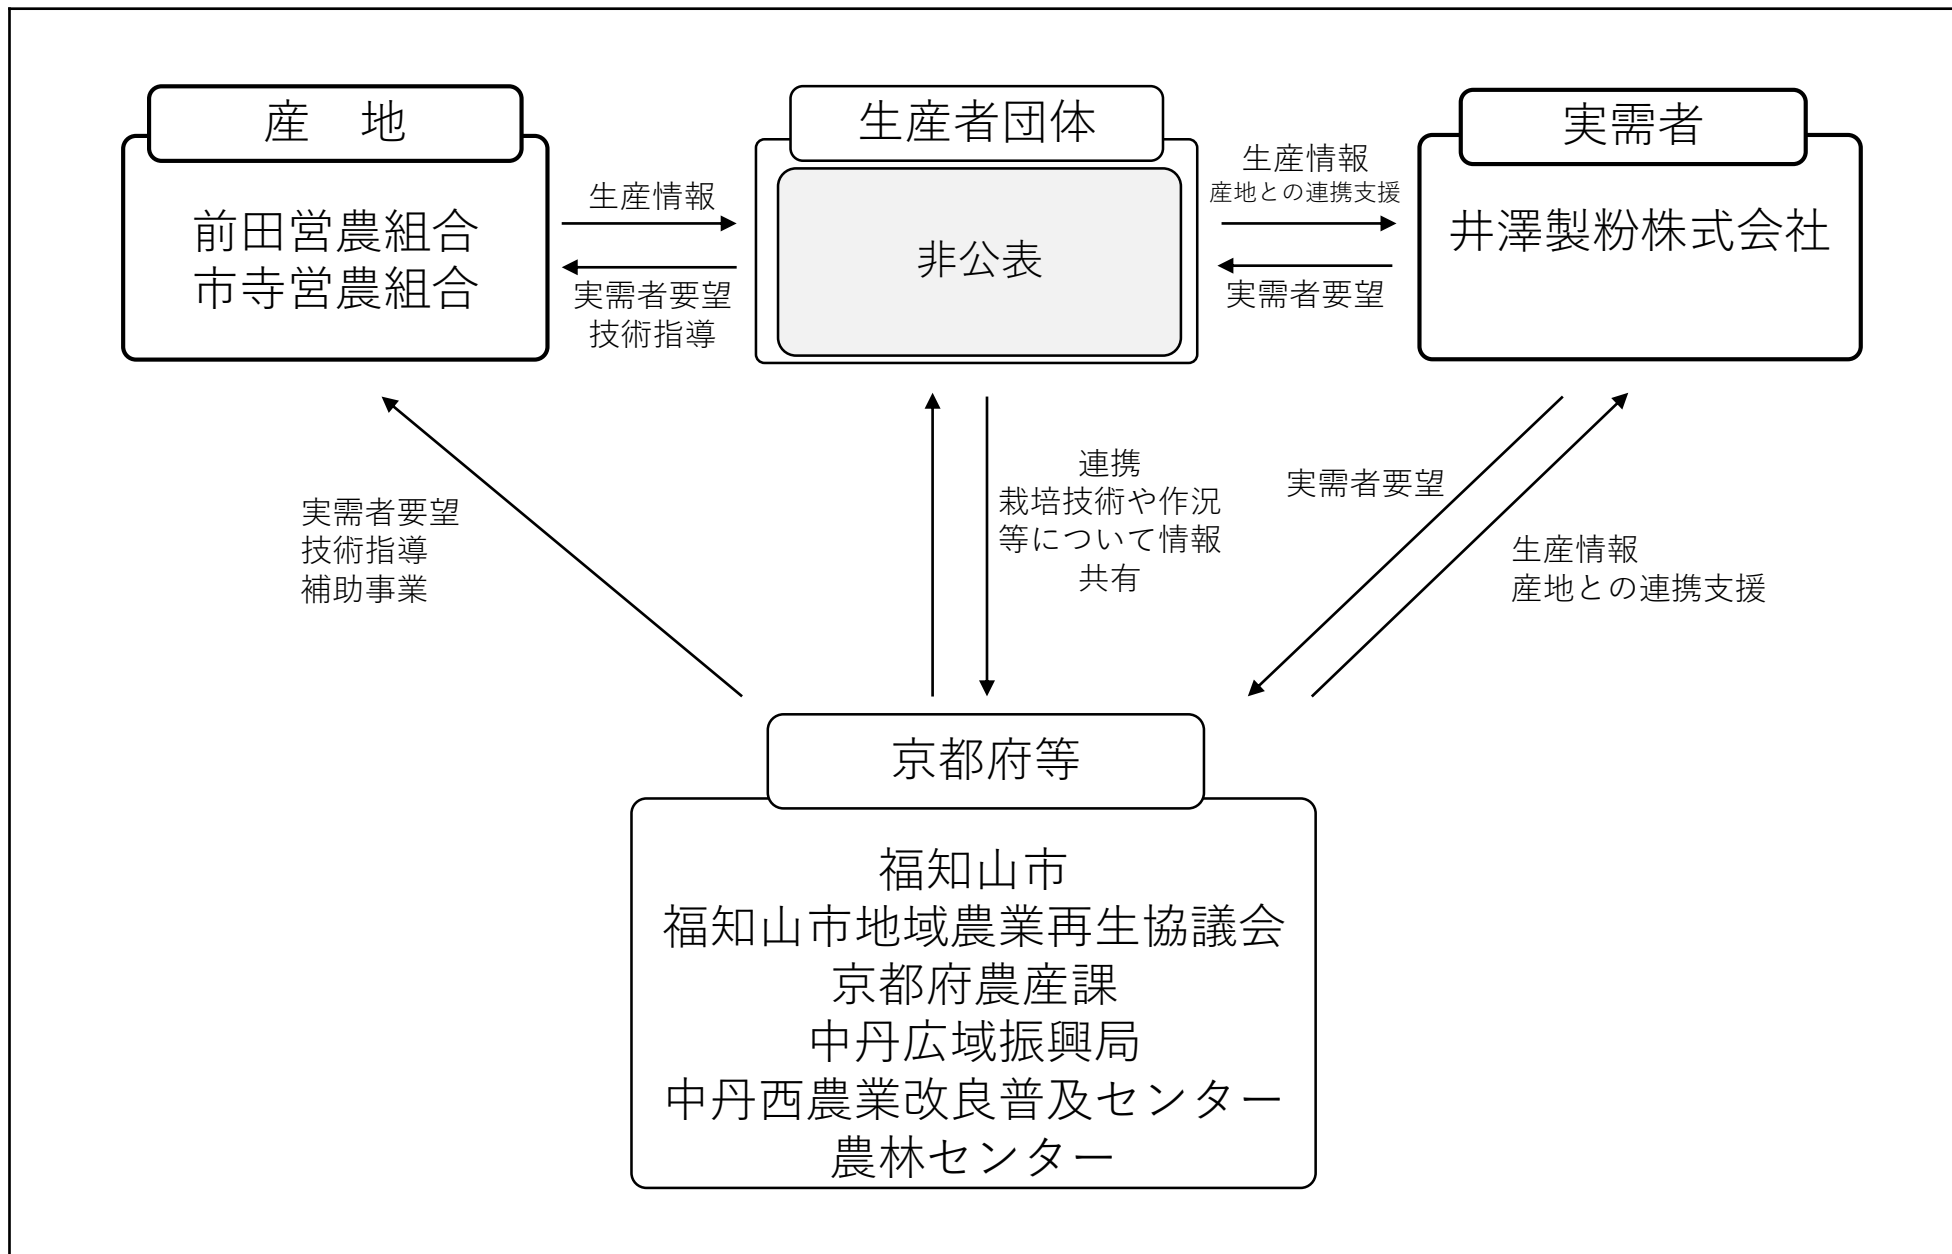 産　地
前田営農組合
市寺営農組合
生産情報
実需者要望
技術指導
生産者団体
非公表
生産情報
産地との連携支援
実需者要望
実需者
井澤製粉株式会社
実需者要望
技術指導
補助事業
連携
栽培技術や作況
等について情報
共有
実需者要望
生産情報
産地との連携支援
京都府等
福知山市
福知山市地域農業再生協議会
京都府農産課
中丹広域振興局
中丹西農業改良普及センター
農林センター